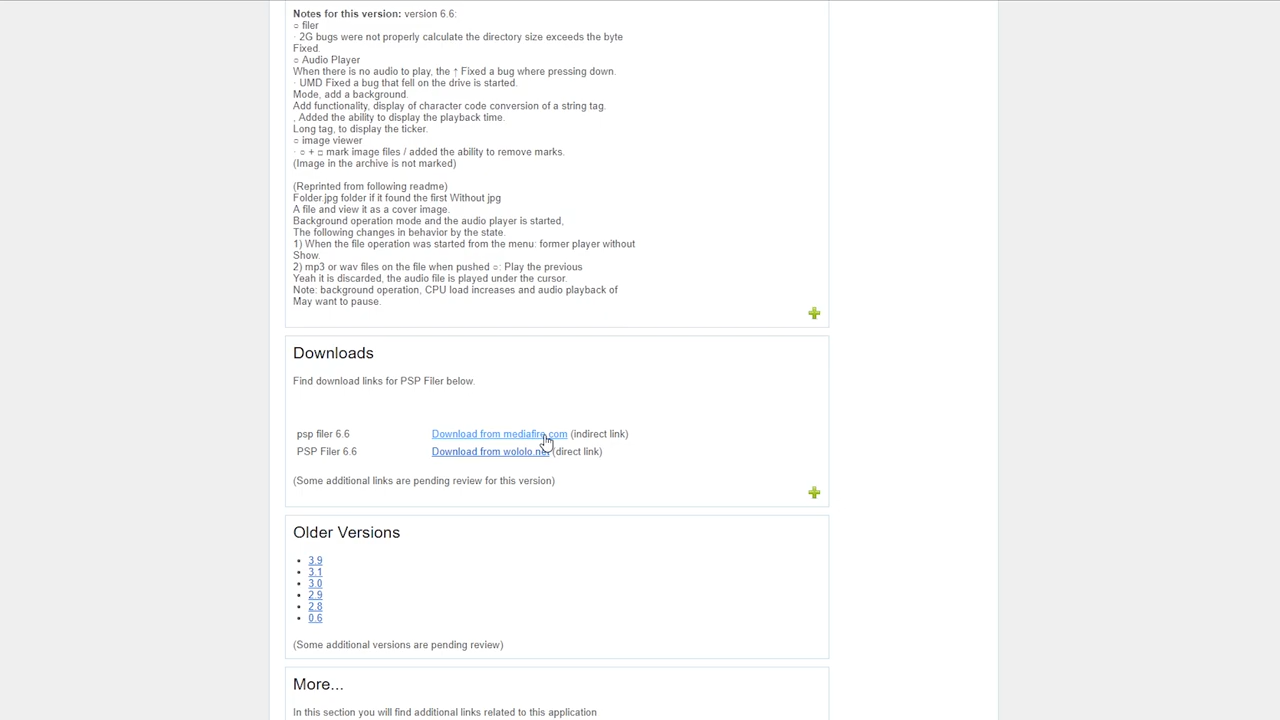 Notes for this version: version 6.6:
○ filer
· 2G bugs were not properly calculate the directory size exceeds the byte
Fixed.
○ Audio Player
When there is no audio to play, the ↑ Fixed a bug where pressing down.
· UMD Fixed a bug that fell on the drive is started.
Mode, add a background.
Add functionality, display of character code conversion of a string tag.
, Added the ability to display the playback time.
Long tag, to display the ticker.
○ image viewer
· ○ + □ mark image files / added the ability to remove marks.
(Image in the archive is not marked)
(Reprinted from following readme)
Folder.jpg folder if it found the first Without jpg
A file and view it as a cover image.
Background operation mode and the audio player is started,
The following changes in behavior by the state.
1) When the file operation was started from the menu: former player without
Show.
2) mp3 or wav files on the file when pushed ○: Play the previous
Yeah it is discarded, the audio file is played under the cursor.
Note: background operation, CPU load increases and audio playback of
May want to pause.
Downloads
Find download links for PSP Filer below.
psp filer 6.6 Download from mediafire.com (indirect link)
PSP Filer 6.6 Download from wololo.net (direct link)
(Some additional links are pending review for this version)
Older Versions
▪ 3.9
▪ 3.1
▪ 3.0
▪ 2.9
▪ 2.8
▪ 0.6
(Some additional versions are pending review)
More...
In this section you will find additional links related to this application